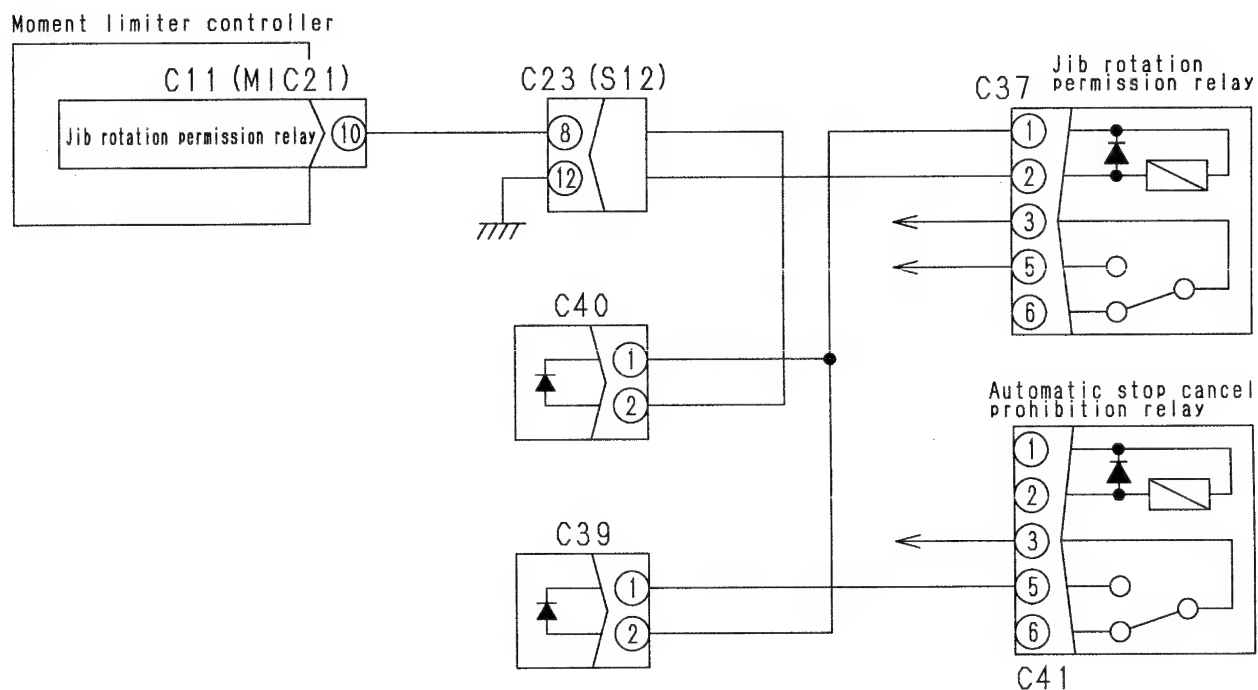 Moment limiter controller
C11 (MIC21)
Jib rotation permission relay
10
C23 (S12)
8
12
C37
Jib rotation
permission relay
1
2
3
5
6
C40
1
2
Automatic stop cancel
prohibition relay
1
2
3
5
6
C41
C39
1
2